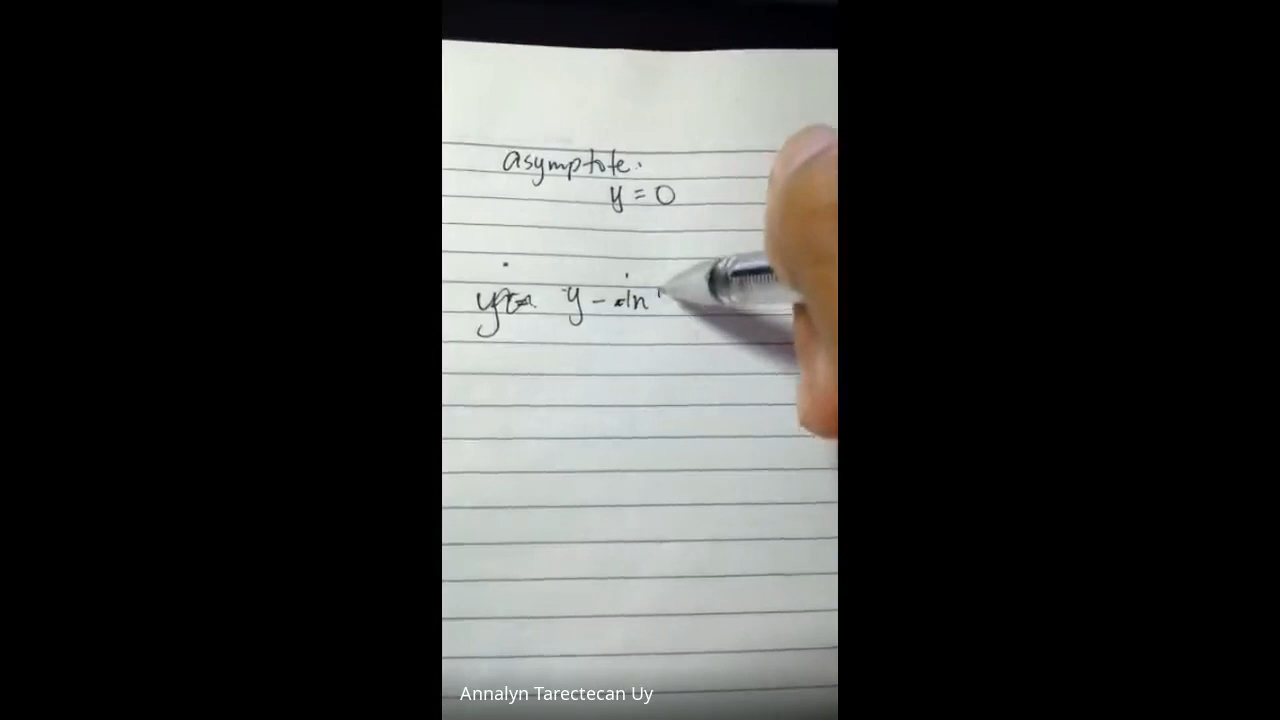 asymptote:
y = 0
y - in
Annalyn Tarectecan Uy